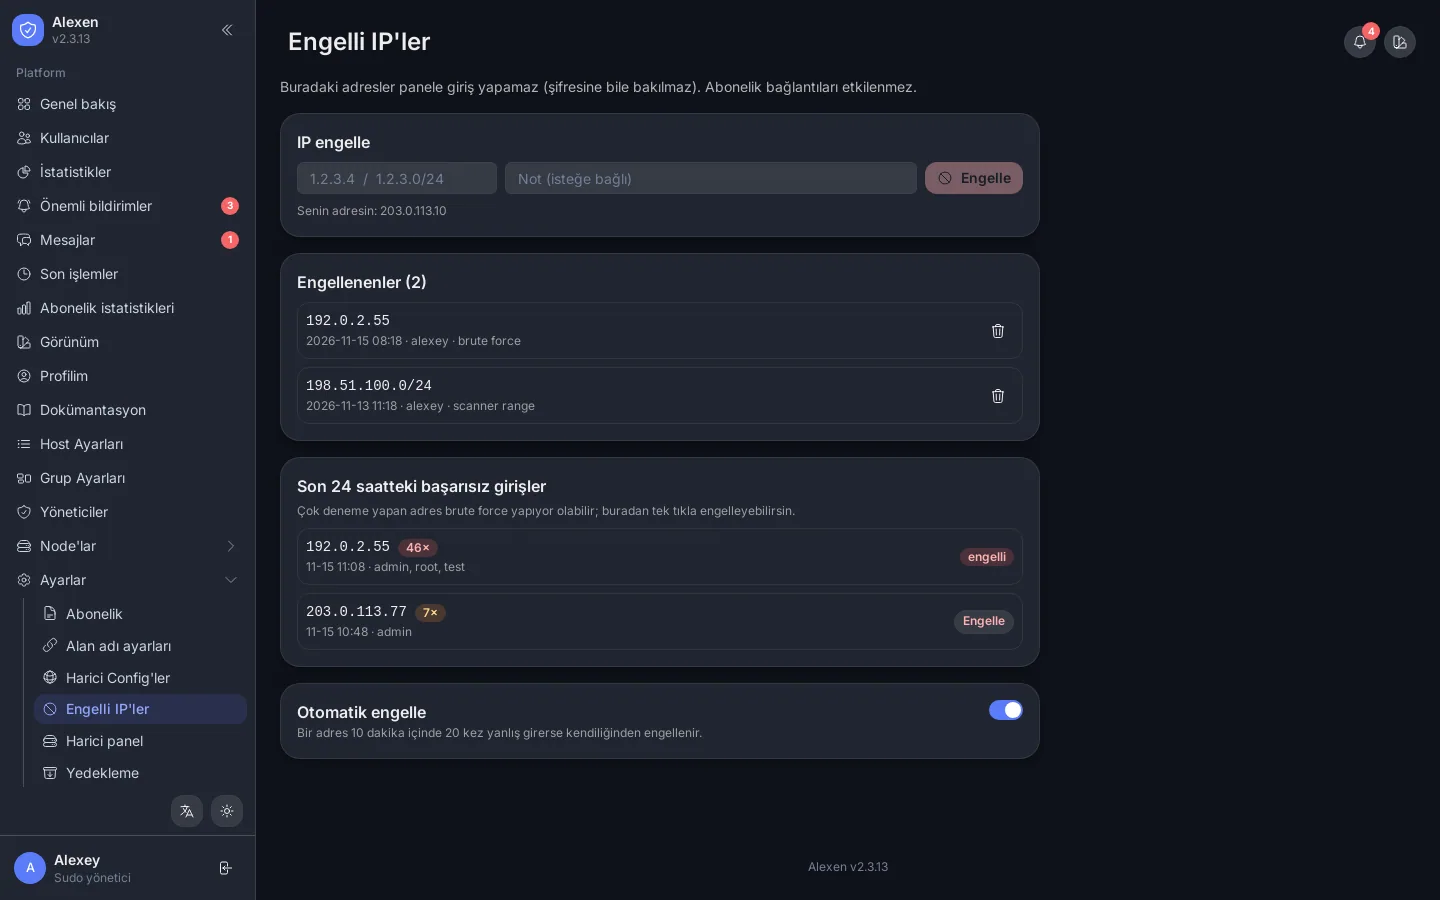 Alexen
v2.3.13
Platform
Genel bakış
Kullanıcılar
İstatistikler
Önemli bildirimler
3
Mesajlar
1
Son işlemler
Abonelik istatistikleri
Görünüm
Profilim
Dokümantasyon
Host Ayarları
Grup Ayarları
Yöneticiler
Node'lar
Ayarlar
Abonelik
Alan adı ayarları
Harici Config'ler
Engelli IP'ler
Harici panel
Yedekleme
A
Alexey
Sudo yönetici
Engelli IP'ler
4
Buradaki adresler panele giriş yapamaz (şifresine bile bakılmaz). Abonelik bağlantıları etkilenmez.
IP engelle
1.2.3.4 / 1.2.3.0/24
Not (isteğe bağlı)
Engelle
Senin adresin: 203.0.113.10
Engellenenler (2)
192.0.2.55
2026-11-15 08:18 · alexey · brute force
198.51.100.0/24
2026-11-13 11:18 · alexey · scanner range
Son 24 saatteki başarısız girişler
Çok deneme yapan adres brute force yapıyor olabilir; buradan tek tıkla engelleyebilirsin.
192.0.2.55 46×
11-15 11:08 · admin, root, test
engelli
203.0.113.77 7×
11-15 10:48 · admin
Engelle
Otomatik engelle
Bir adres 10 dakika içinde 20 kez yanlış girerse kendiliğinden engellenir.
Alexen v2.3.13